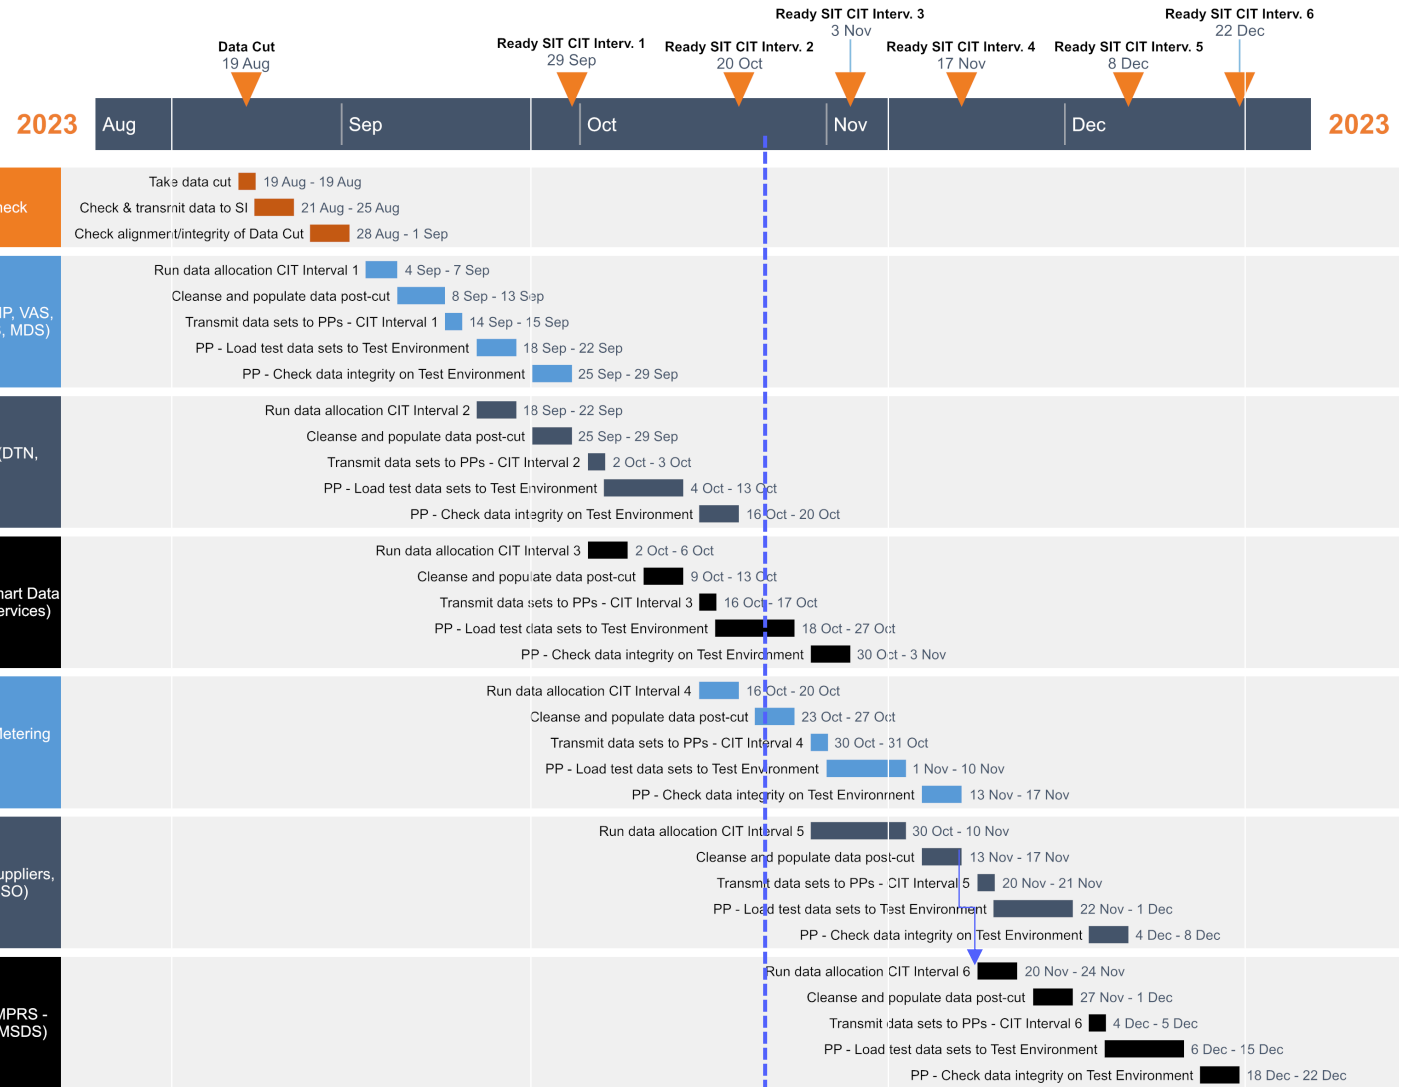 Ready SIT CIT Interv. 3
3 Nov
Ready SIT CIT Interv. 6
22 Dec
Data Cut
19 Aug
Ready SIT CIT Interv. 1
29 Sep
Ready SIT CIT Interv. 2
20 Oct
Ready SIT CIT Interv. 4
17 Nov
Ready SIT CIT Interv. 5
8 Dec
2023 Aug Sep Oct Nov Dec 2023
heck
Take data cut 19 Aug - 19 Aug
Check & transmit data to SI 21 Aug - 25 Aug
Check alignment/integrity of Data Cut 28 Aug - 1 Sep
IP, VAS,
, MDS)
Run data allocation CIT Interval 1 4 Sep - 7 Sep
Cleanse and populate data post-cut 8 Sep - 13 Sep
Transmit data sets to PPs - CIT Interval 1 14 Sep - 15 Sep
PP - Load test data sets to Test Environment 18 Sep - 22 Sep
PP - Check data integrity on Test Environment 25 Sep - 29 Sep
(DTN,
Run data allocation CIT Interval 2 18 Sep - 22 Sep
Cleanse and populate data post-cut 25 Sep - 29 Sep
Transmit data sets to PPs - CIT Interval 2 2 Oct - 3 Oct
PP - Load test data sets to Test Environment 4 Oct - 13 Oct
PP - Check data integrity on Test Environment 16 Oct - 20 Oct
nart Data
ervices)
Run data allocation CIT Interval 3 2 Oct - 6 Oct
Cleanse and populate data post-cut 9 Oct - 13 Oct
Transmit data sets to PPs - CIT Interval 3 16 Oct - 17 Oct
PP - Load test data sets to Test Environment 18 Oct - 27 Oct
PP - Check data integrity on Test Environment 30 Oct - 3 Nov
Metering
Run data allocation CIT Interval 4 16 Oct - 20 Oct
Cleanse and populate data post-cut 23 Oct - 27 Oct
Transmit data sets to PPs - CIT Interval 4 30 Oct - 31 Oct
PP - Load test data sets to Test Environment 1 Nov - 10 Nov
PP - Check data integrity on Test Environment 13 Nov - 17 Nov
uppliers,
SO)
Run data allocation CIT Interval 5 30 Oct - 10 Nov
Cleanse and populate data post-cut 13 Nov - 17 Nov
Transmit data sets to PPs - CIT Interval 5 20 Nov - 21 Nov
PP - Load test data sets to Test Environment 22 Nov - 1 Dec
PP - Check data integrity on Test Environment 4 Dec - 8 Dec
MPRS -
MSDS)
Run data allocation CIT Interval 6 20 Nov - 24 Nov
Cleanse and populate data post-cut 27 Nov - 1 Dec
Transmit data sets to PPs - CIT Interval 6 4 Dec - 5 Dec
PP - Load test data sets to Test Environment 6 Dec - 15 Dec
PP - Check data integrity on Test Environment 18 Dec - 22 Dec